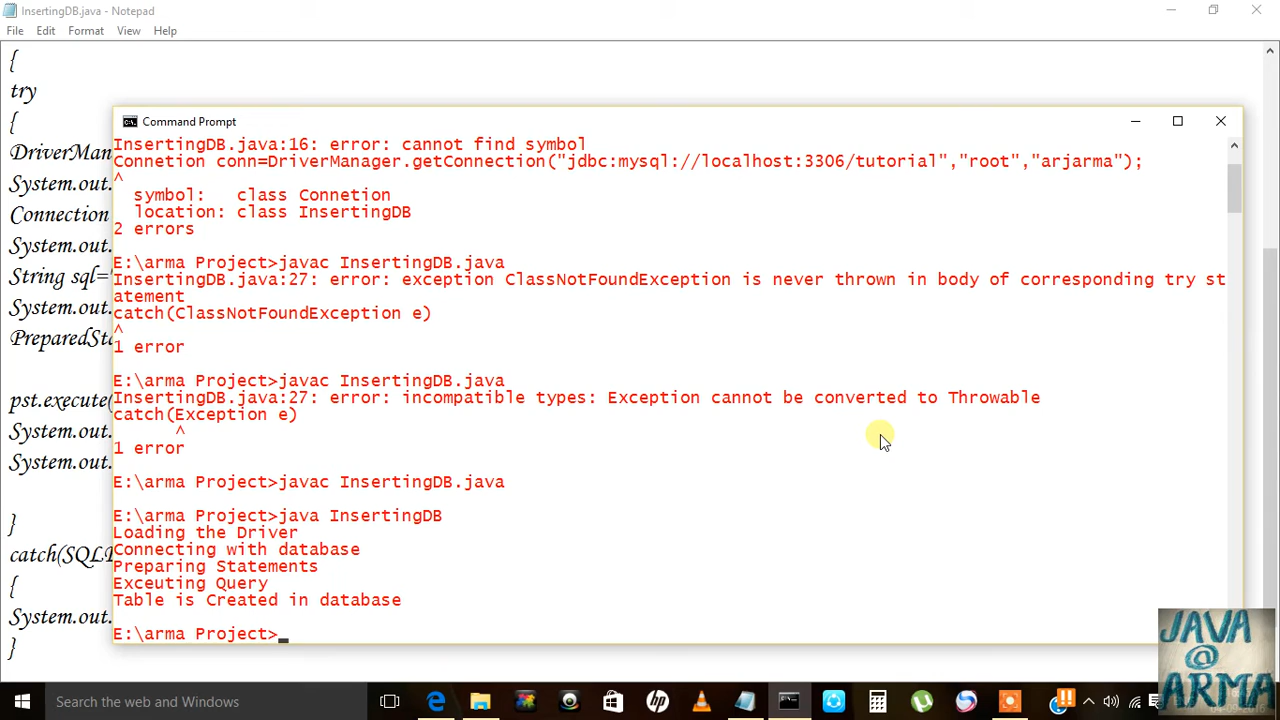 InsertingDB.java - Notepad
File Edit Format View Help
{
try
{
DriverMan
System.out.
Connection
System.out.
String sql="
System.out.
PreparedSta
pst.execute(
System.out.
System.out.
}
catch(SQLE
{
System.out.
}
Command Prompt
InsertingDB.java:16: error: cannot find symbol
Connetion conn=DriverManager.getConnection("jdbc:mysql://localhost:3306/tutorial","root","arjarma");
^
symbol:   class Connetion
location: class InsertingDB
2 errors
E:\arma Project>javac InsertingDB.java
InsertingDB.java:27: error: exception ClassNotFoundException is never thrown in body of corresponding try st
atement
catch(ClassNotFoundException e)
^
1 error
E:\arma Project>javac InsertingDB.java
InsertingDB.java:27: error: incompatible types: Exception cannot be converted to Throwable
catch(Exception e)
^
1 error
E:\arma Project>javac InsertingDB.java
E:\arma Project>java InsertingDB
Loading the Driver
Connecting with database
Preparing Statements
Exceuting Query
Table is Created in database
E:\arma Project>
JAVA
@
ARMA
Search the web and Windows